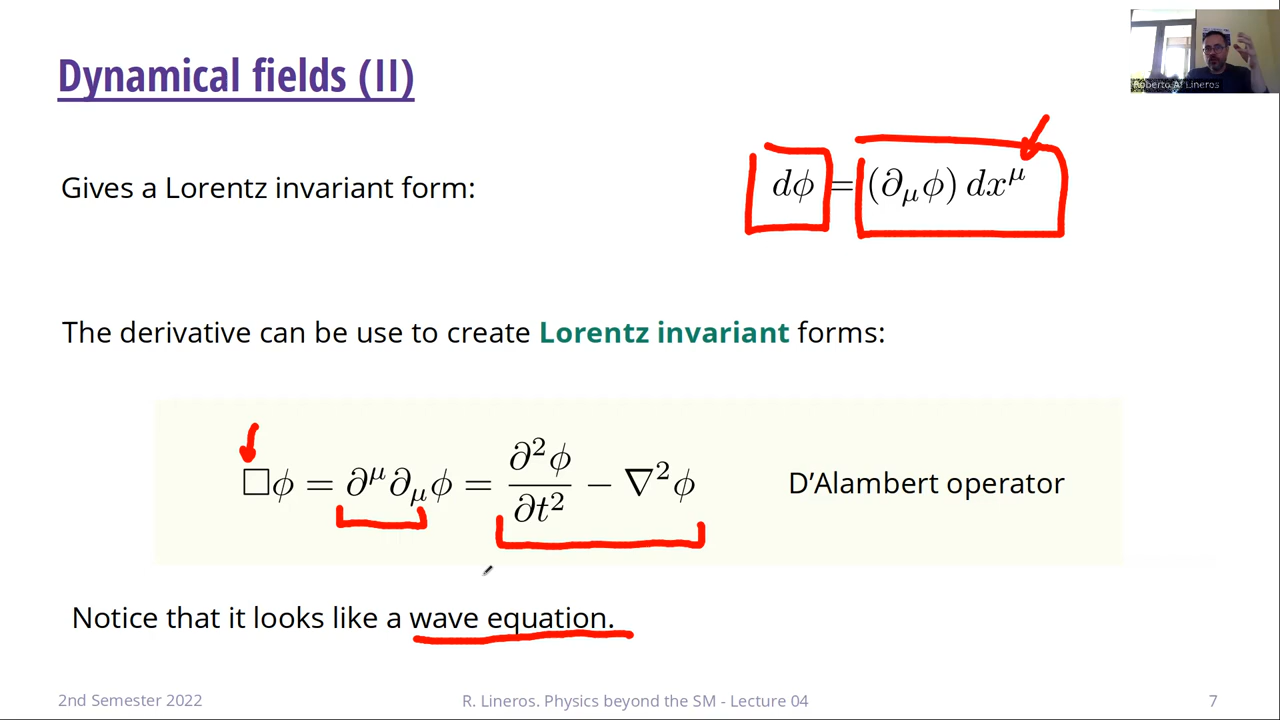 Dynamical fields (II)
Roberto A. Lineros
Gives a Lorentz invariant form:
dϕ = (∂_μϕ) dx^μ
The derivative can be use to create Lorentz invariant forms:
□ϕ = ∂^μ∂_μϕ = ∂²ϕ/∂t² − ∇²ϕ
D’Alambert operator
Notice that it looks like a wave equation.
2nd Semester 2022
R. Lineros. Physics beyond the SM - Lecture 04
7